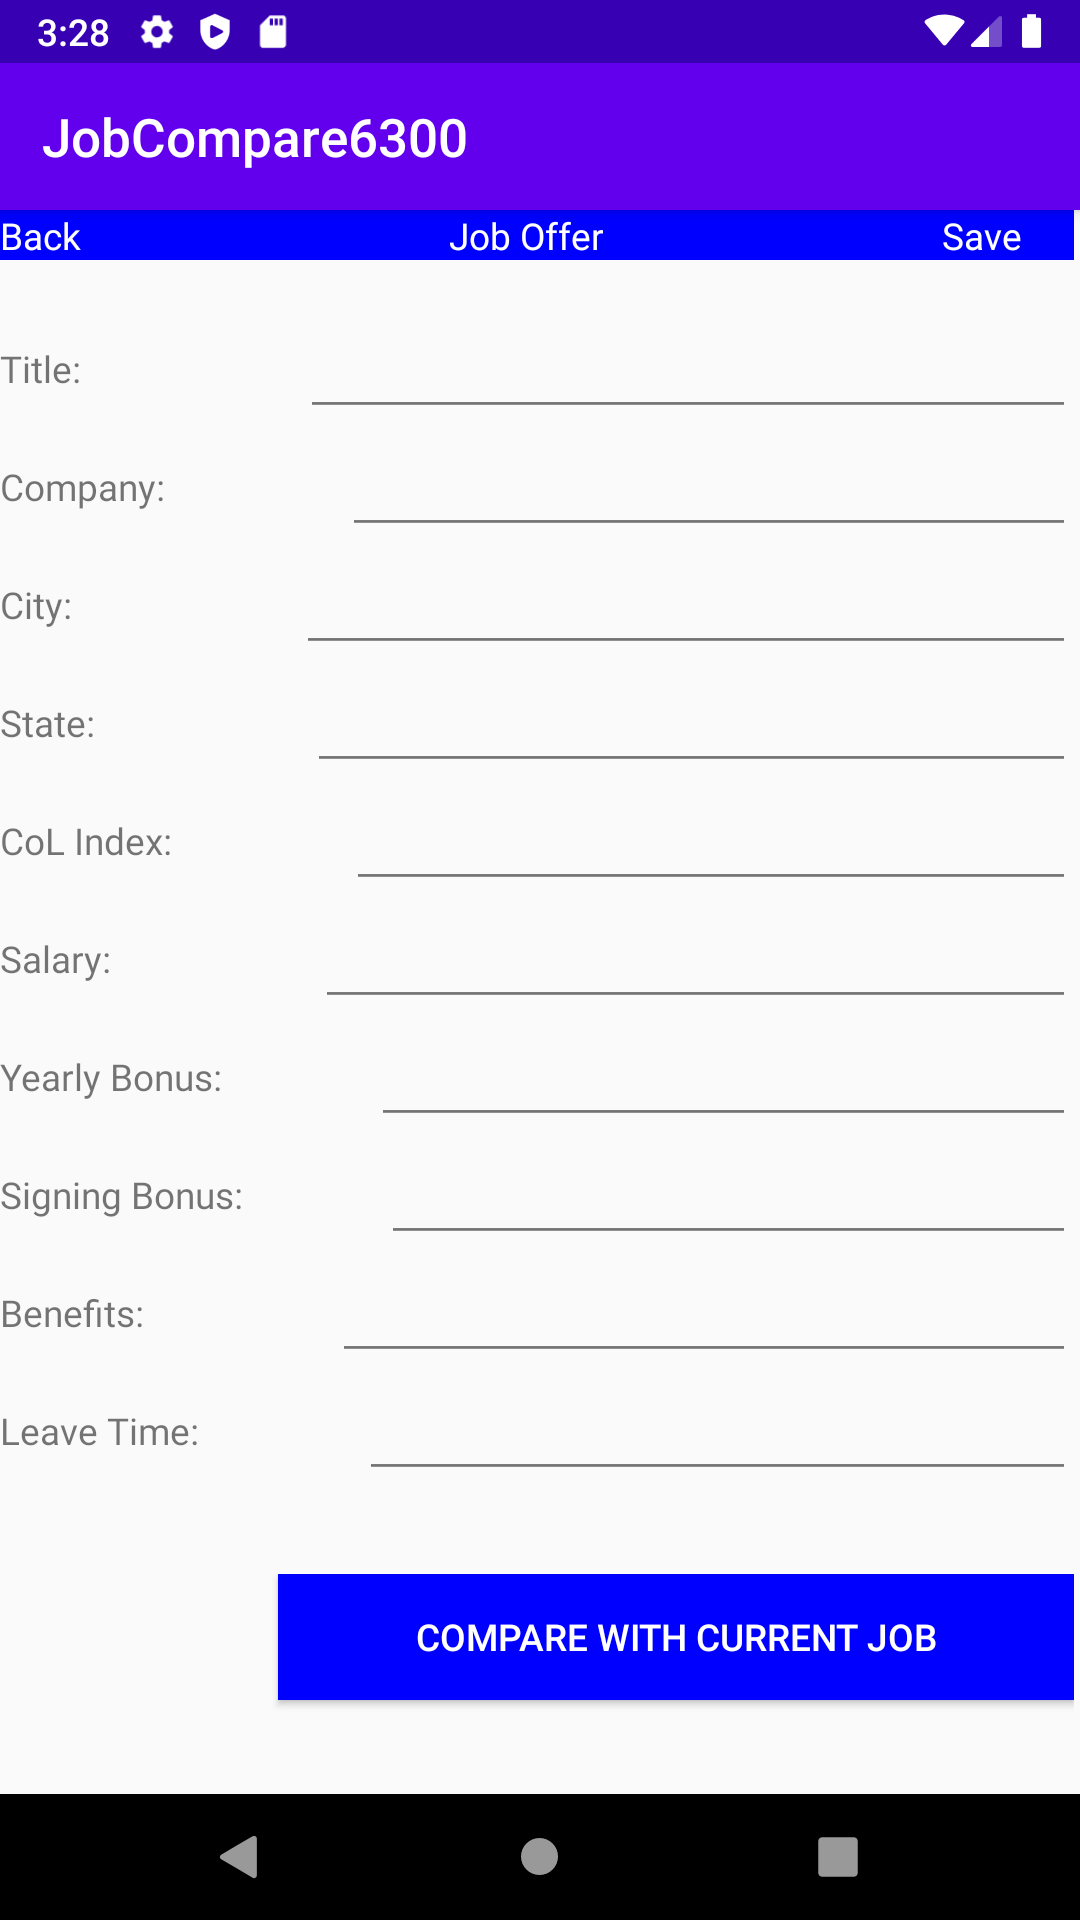 3:28
JobCompare6300
Back Job Offer Save
Title:
Company:
City:
State:
CoL Index:
Salary:
Yearly Bonus:
Signing Bonus:
Benefits:
Leave Time:
COMPARE WITH CURRENT JOB